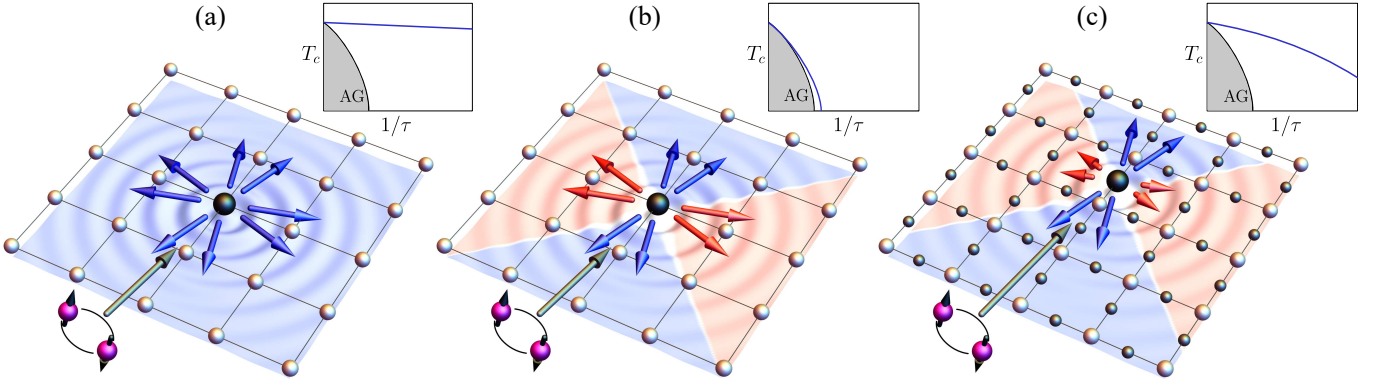 (a)
T_c
AG
1/τ
(b)
T_c
AG
1/τ
(c)
T_c
AG
1/τ